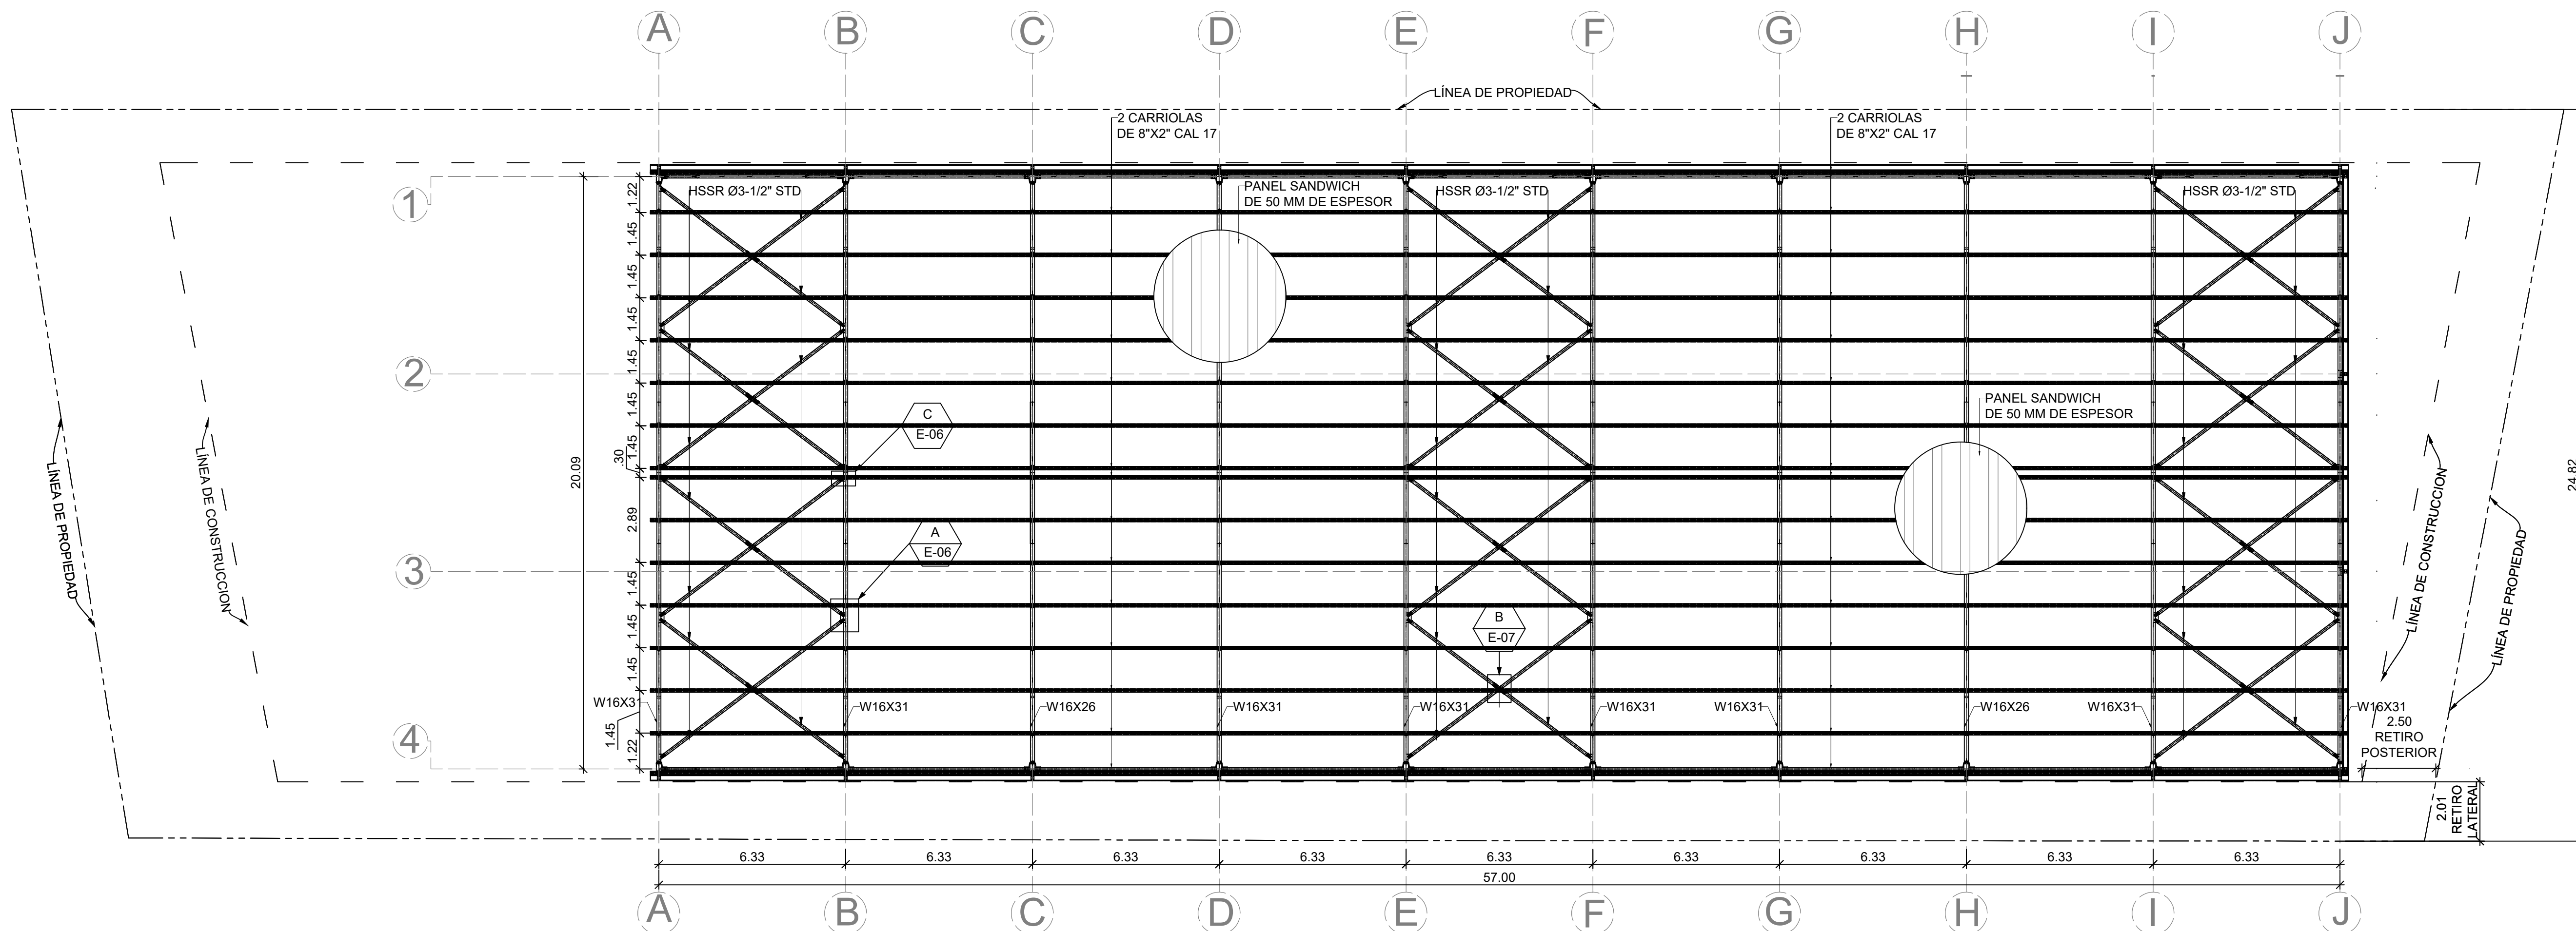 A B C D E F G H I J
LÍNEA DE PROPIEDAD
2 CARRIOLAS
DE 8"X2" CAL 17
2 CARRIOLAS
DE 8"X2" CAL 17
HSSR Ø3-1/2" STD
PANEL SANDWICH
DE 50 MM DE ESPESOR
HSSR Ø3-1/2" STD
HSSR Ø3-1/2" STD
1
2
3
4
20.09
1.22
1.45
1.45
1.45
1.45
1.45
1.45
.30
2.89
1.45
1.45
1.45
1.45
1.22
C
E-06
A
E-06
B
E-07
PANEL SANDWICH
DE 50 MM DE ESPESOR
LÍNEA DE PROPIEDAD
LÍNEA DE CONSTRUCCION
LÍNEA DE CONSTRUCCION
LÍNEA DE PROPIEDAD
24.82
W16X31
W16X31
W16X26
W16X31
W16X31
W16X31
W16X31
W16X26
W16X31
W16X31
2.50
RETIRO
POSTERIOR
2.01
RETIRO
LATERAL
6.33 6.33 6.33 6.33 6.33 6.33 6.33 6.33 6.33
57.00
A B C D E F G H I J